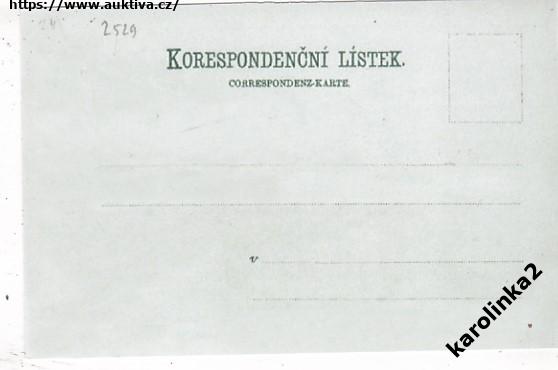 https://www.auktiva.cz/
2529
KORESPONDENČNÍ LÍSTEK.
CORRESPONDENZ-KARTE.
v
karolinka2